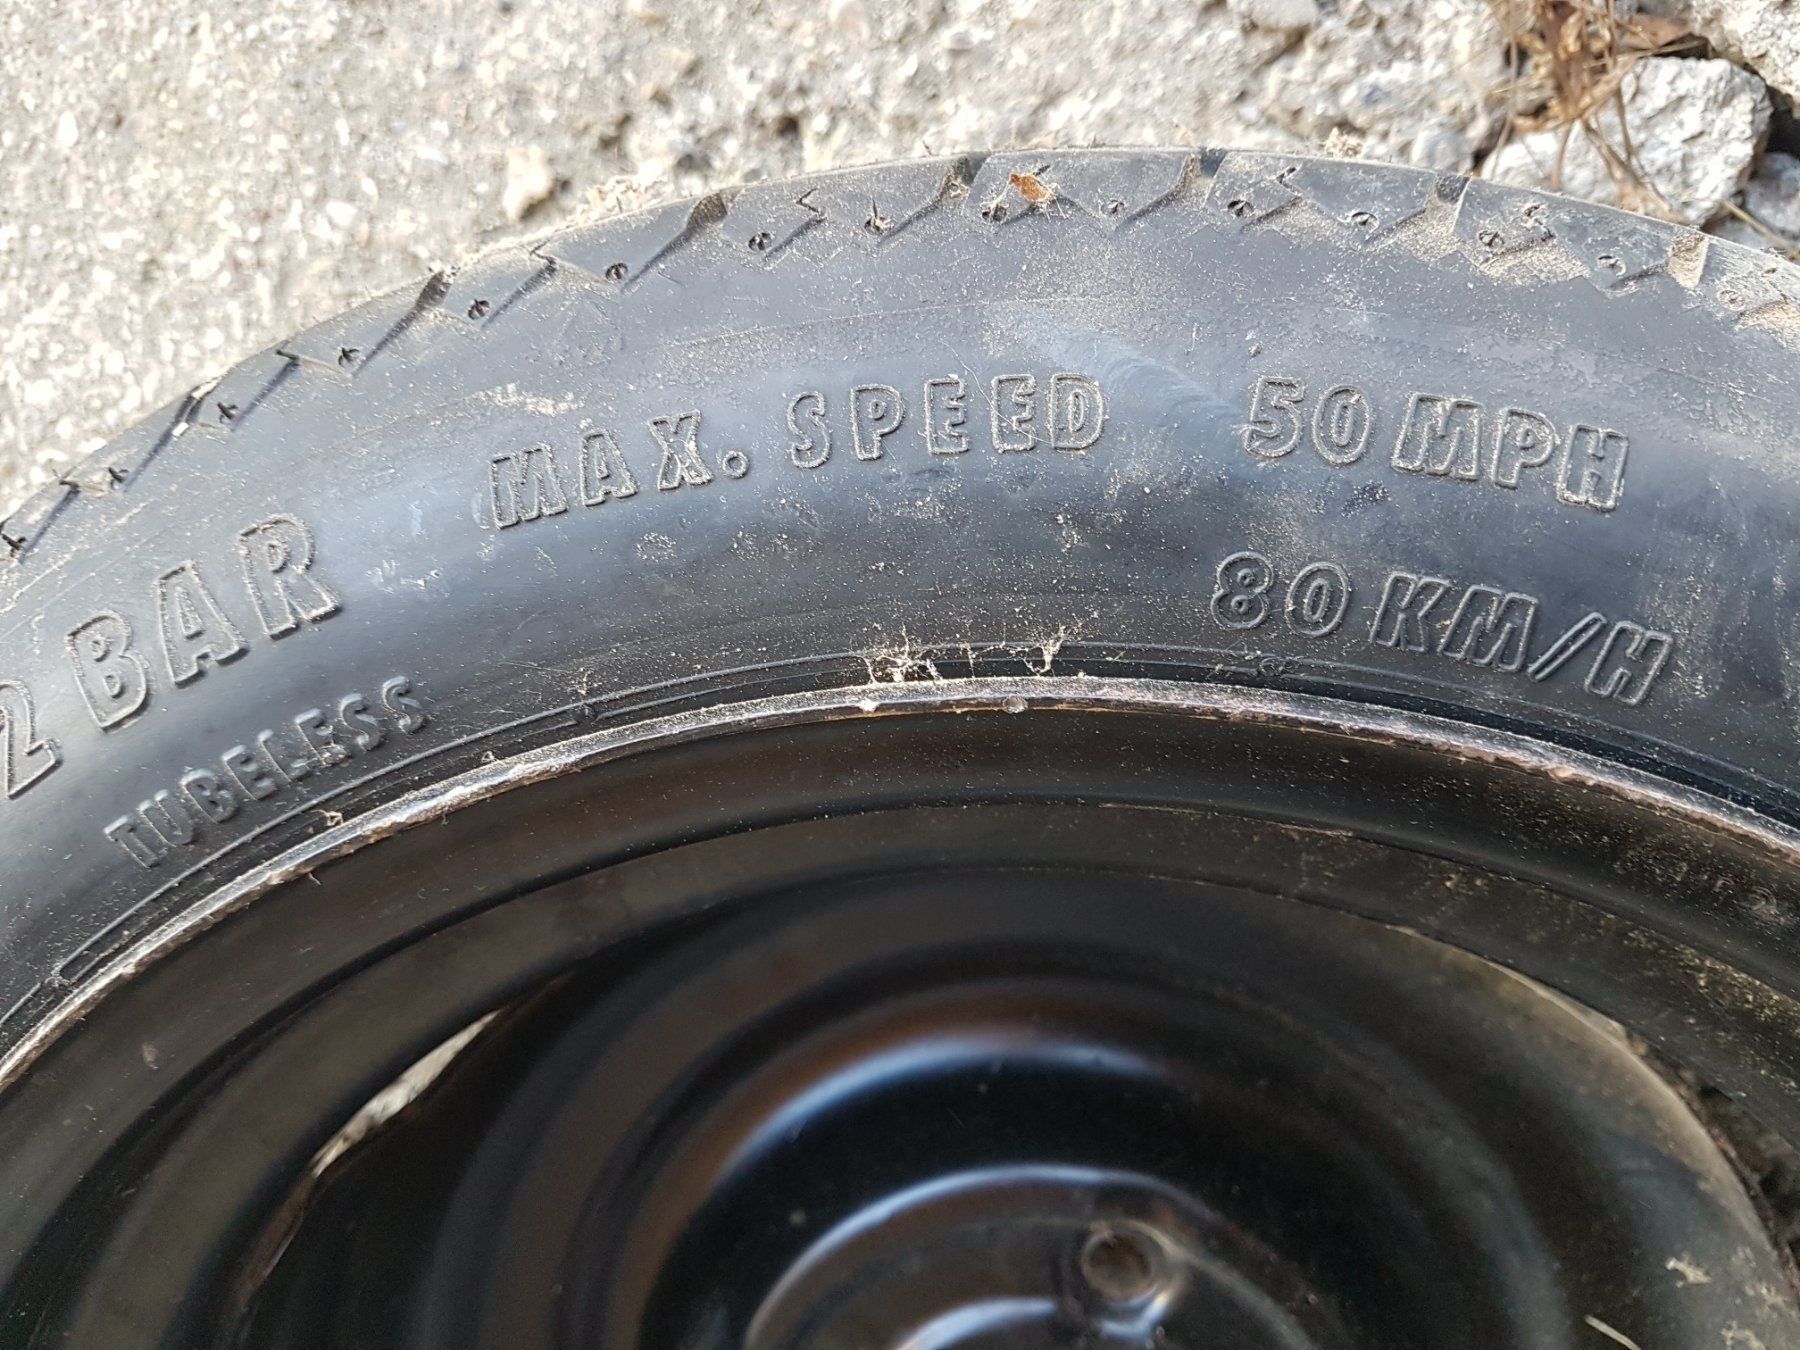 2 BAR
TUBELESS
MAX. SPEED 50 MPH
80 KM/H